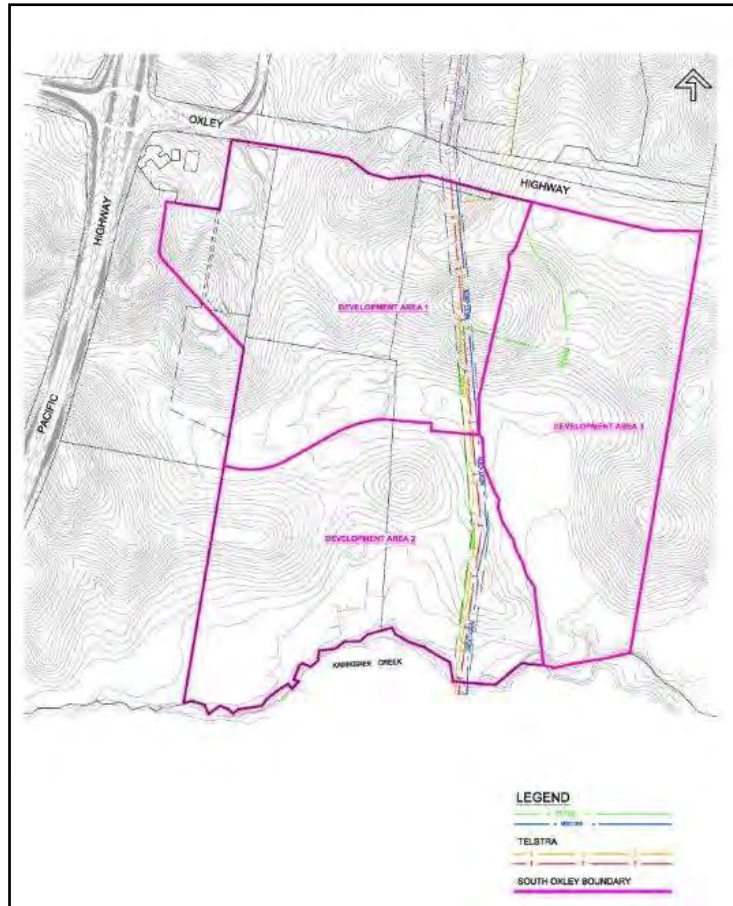 OXLEY
HIGHWAY
HIGHWAY
PACIFIC
DEVELOPMENT AREA 1
DEVELOPMENT AREA 3
DEVELOPMENT AREA 2
CREEK
LEGEND
TELSTRA
SOUTH OXLEY BOUNDARY